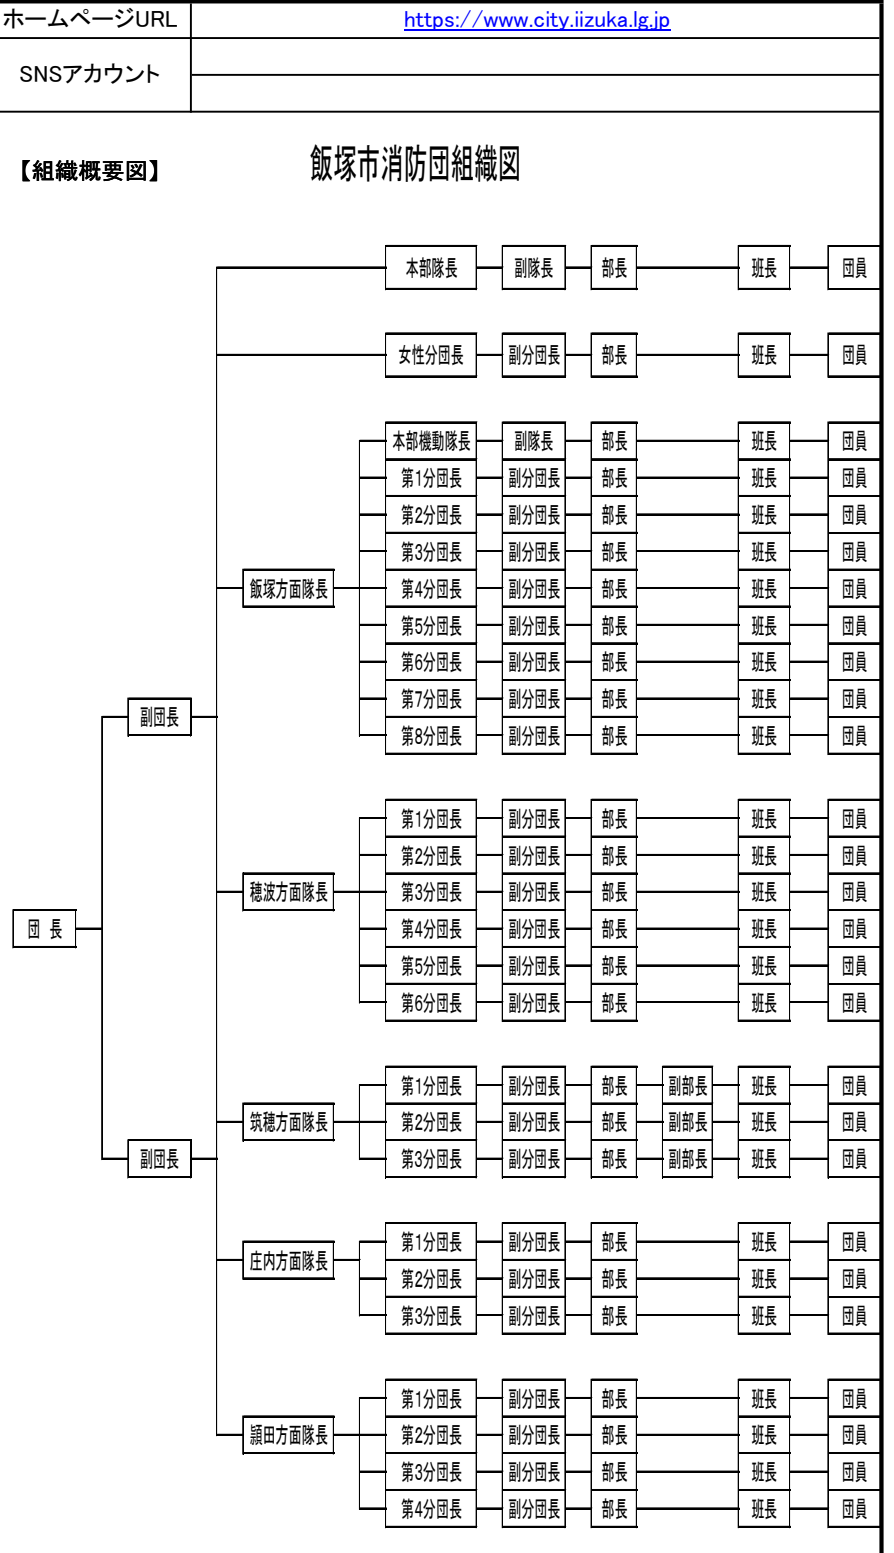 ホームページURL https://www.city.iizuka.lg.jp
SNSアカウント
【組織概要図】 飯塚市消防団組織図
本部隊長 副隊長 部長 班長 団員
女性分団長 副分団長 部長 班長 団員
本部機動隊長 副隊長 部長 班長 団員
第1分団長 副分団長 部長 班長 団員
第2分団長 副分団長 部長 班長 団員
第3分団長 副分団長 部長 班長 団員
飯塚方面隊長 第4分団長 副分団長 部長 班長 団員
第5分団長 副分団長 部長 班長 団員
第6分団長 副分団長 部長 班長 団員
第7分団長 副分団長 部長 班長 団員
副団長
第8分団長 副分団長 部長 班長 団員
第1分団長 副分団長 部長 班長 団員
第2分団長 副分団長 部長 班長 団員
穂波方面隊長 第3分団長 副分団長 部長 班長 団員
団 長 第4分団長 副分団長 部長 班長 団員
第5分団長 副分団長 部長 班長 団員
第6分団長 副分団長 部長 班長 団員
第1分団長 副分団長 部長 副部長 班長 団員
筑穂方面隊長 第2分団長 副分団長 部長 副部長 班長 団員
副団長 第3分団長 副分団長 部長 副部長 班長 団員
第1分団長 副分団長 部長 班長 団員
庄内方面隊長
第2分団長 副分団長 部長 班長 団員
第3分団長 副分団長 部長 班長 団員
第1分団長 副分団長 部長 班長 団員
頴田方面隊長 第2分団長 副分団長 部長 班長 団員
第3分団長 副分団長 部長 班長 団員
第4分団長 副分団長 部長 班長 団員